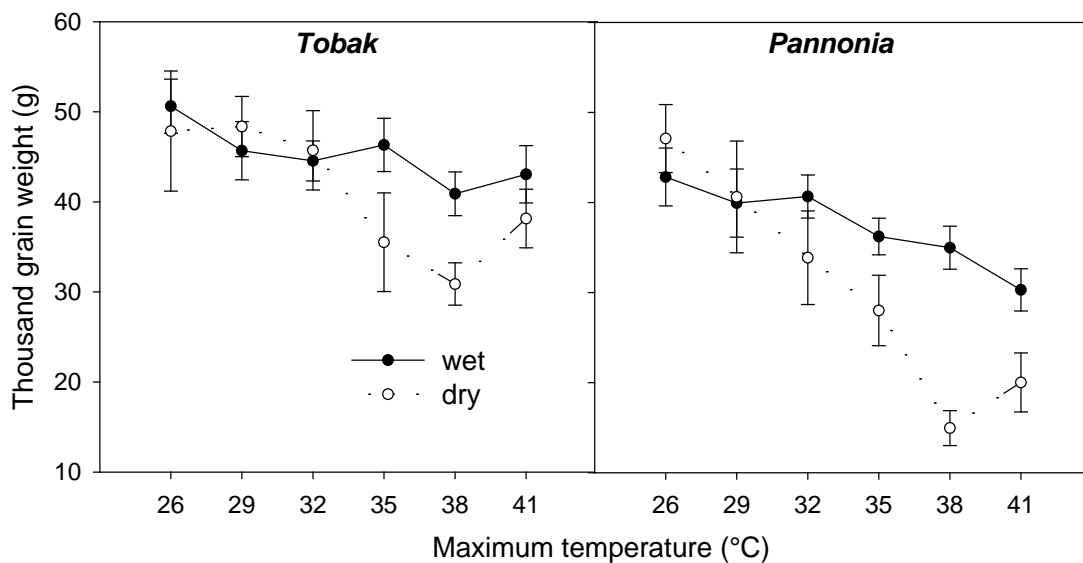 Tobak
Pannonia
Thousand grain weight (g)
60
50
40
30
20
10
wet
dry
26 29 32 35 38 41
26 29 32 35 38 41
Maximum temperature (°C)